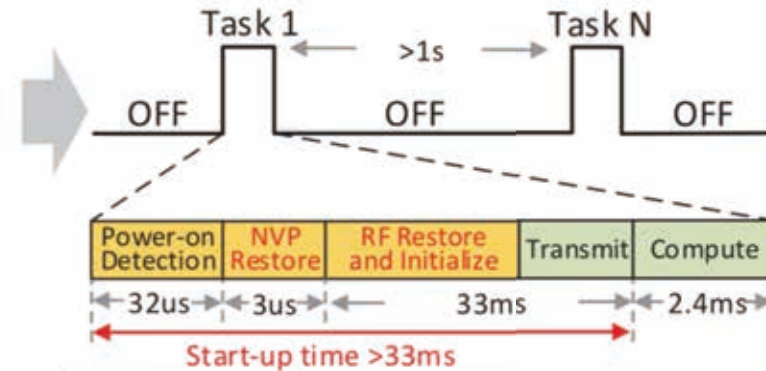 Task 1
Task N
>1s
OFF
OFF
OFF
Power-on
Detection
NVP
Restore
RF Restore
and Initialize
Transmit
Compute
32us
3us
33ms
2.4ms
Start-up time >33ms